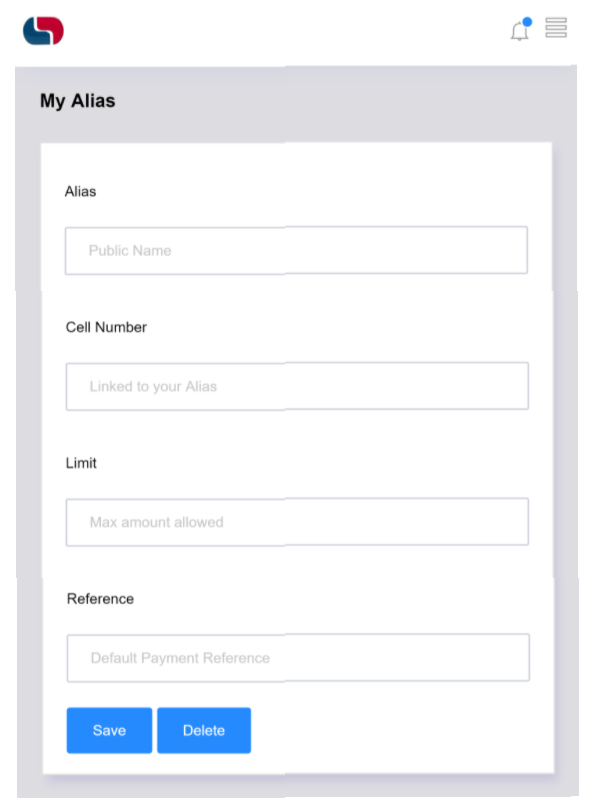 My Alias
Alias
Public Name
Cell Number
Linked to your Alias
Limit
Max amount allowed
Reference
Default Payment Reference
Save Delete